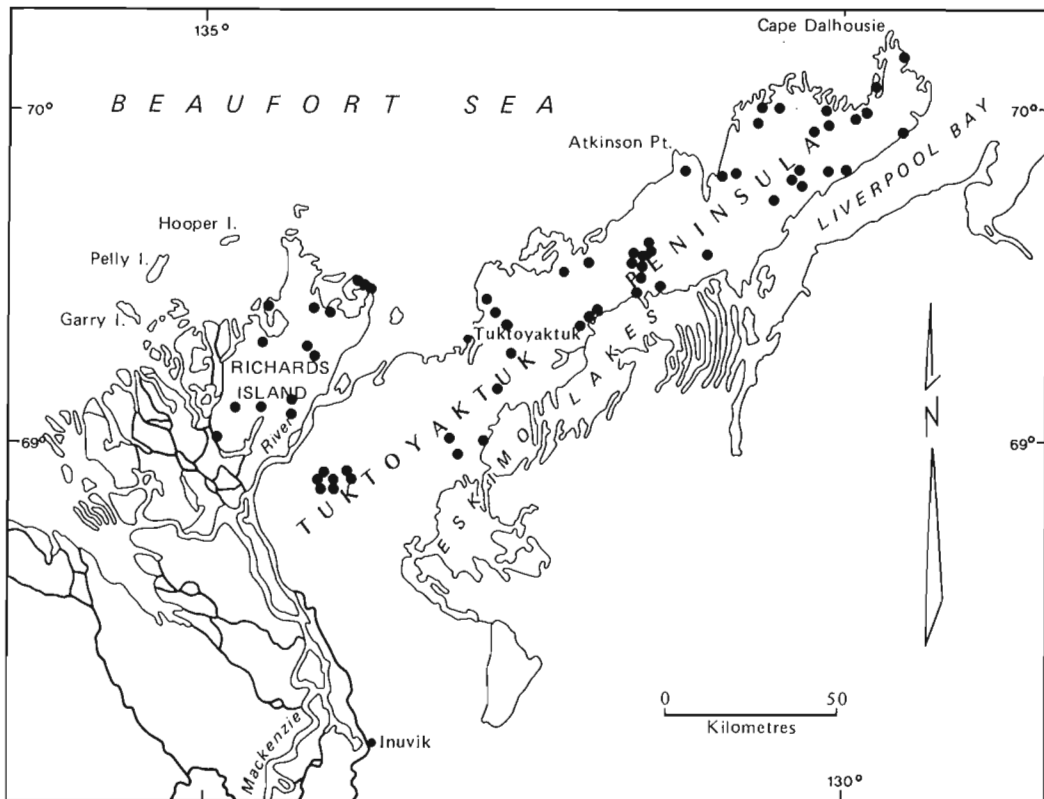 135°
Cape Dalhousie
70°
BEAUFORT SEA
70°
Atkinson Pt.
Hooper I.
Pelly I.
Garry I.
LIVERPOOL BAY
TUKTOYAKTUK PENINSULA
Tuktoyaktuk
RICHARDS
ISLAND
ESKIMO LAKES
River
69°
69°
N
0
50
Kilometres
Inuvik
Mackenzie
130°